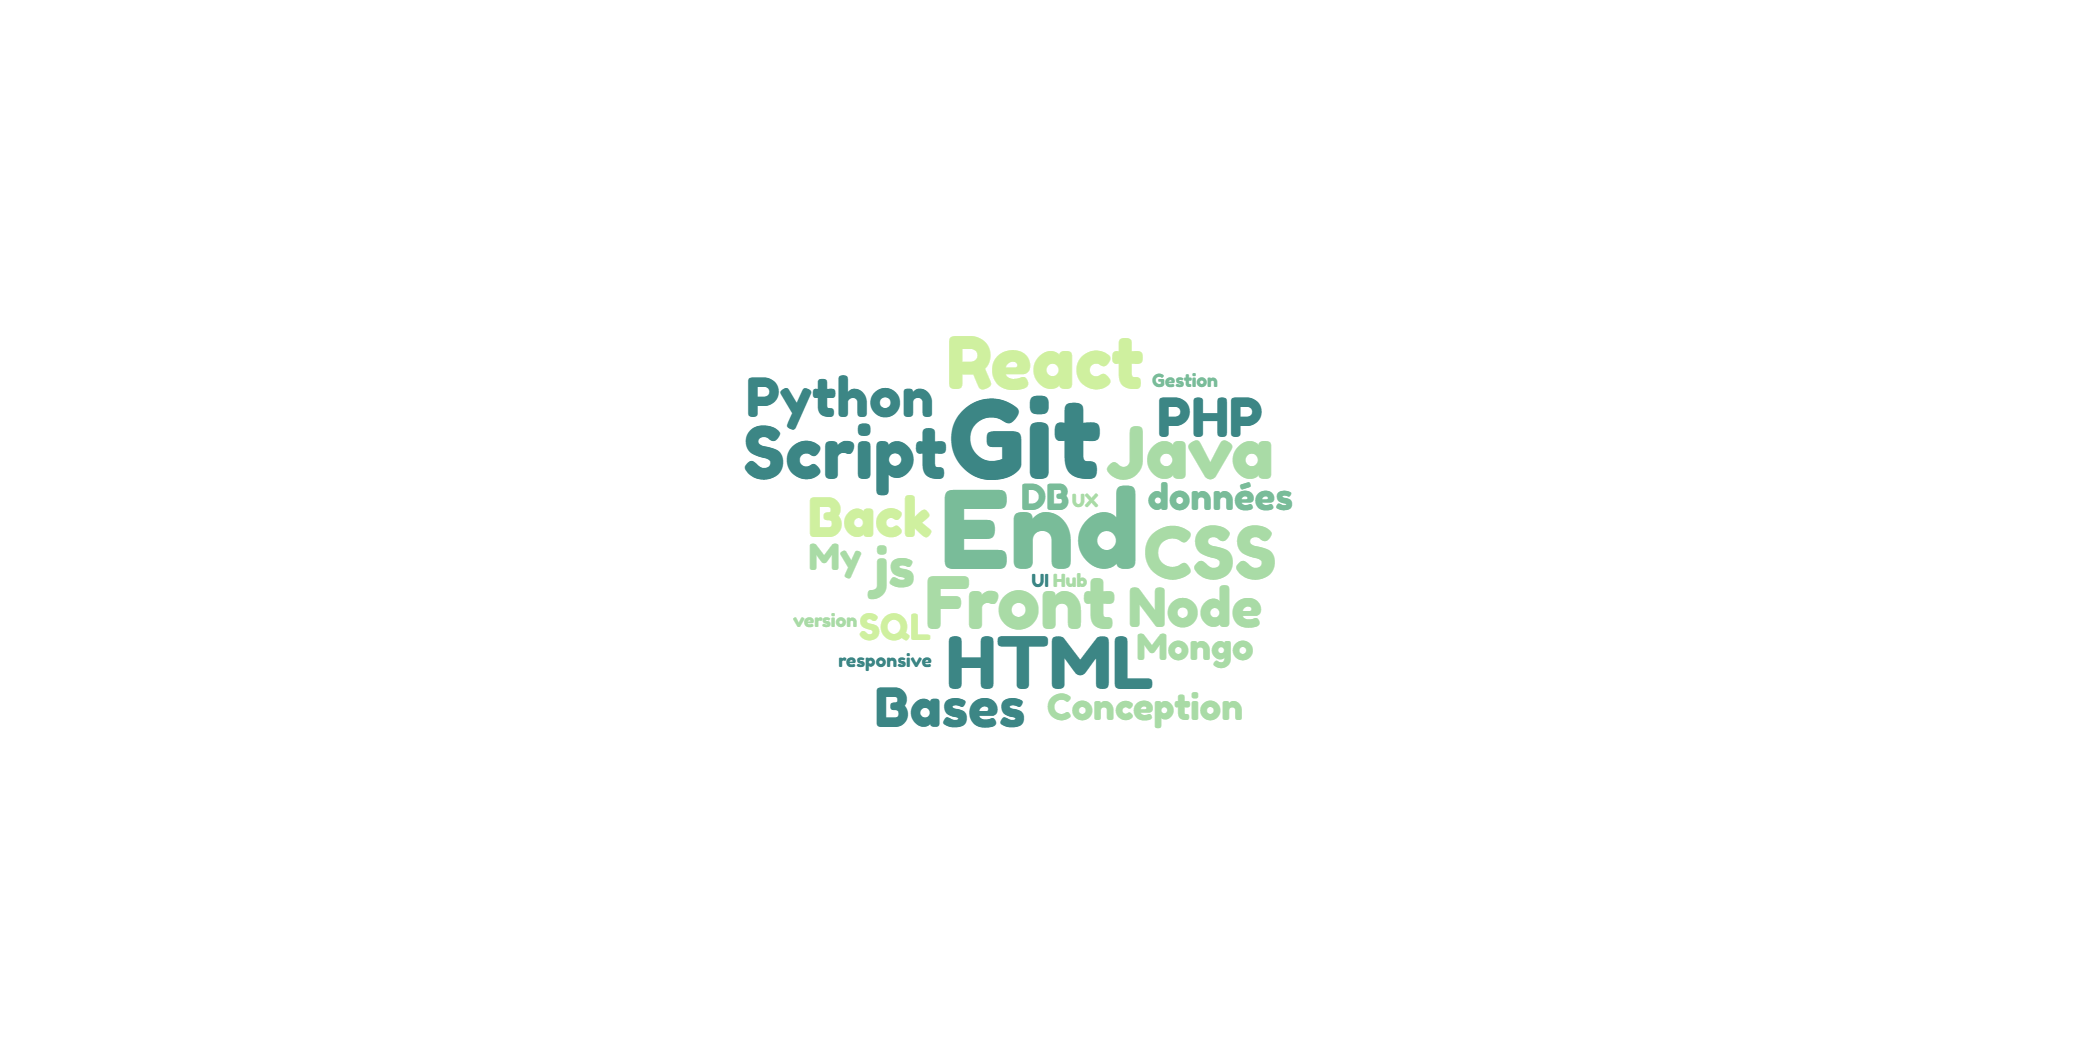 React
Gestion
Python
PHP
Git
Script
Java
DB
UX
données
Back
End
CSS
My
js
UI
Hub
Front
Node
version
SQL
Mongo
responsive
HTML
Bases
Conception